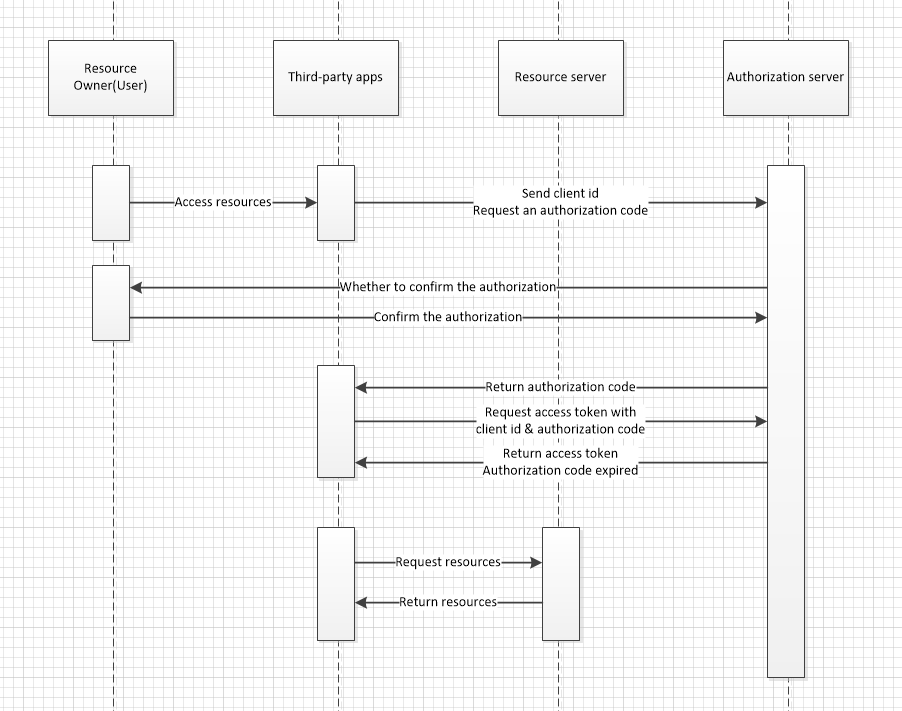 Resource
Owner(User)
Third-party apps
Resource server
Authorization server
Access resources
Send client id
Request an authorization code
Whether to confirm the authorization
Confirm the authorization
Return authorization code
Request access token with
client id & authorization code
Return access token
Authorization code expired
Request resources
Return resources